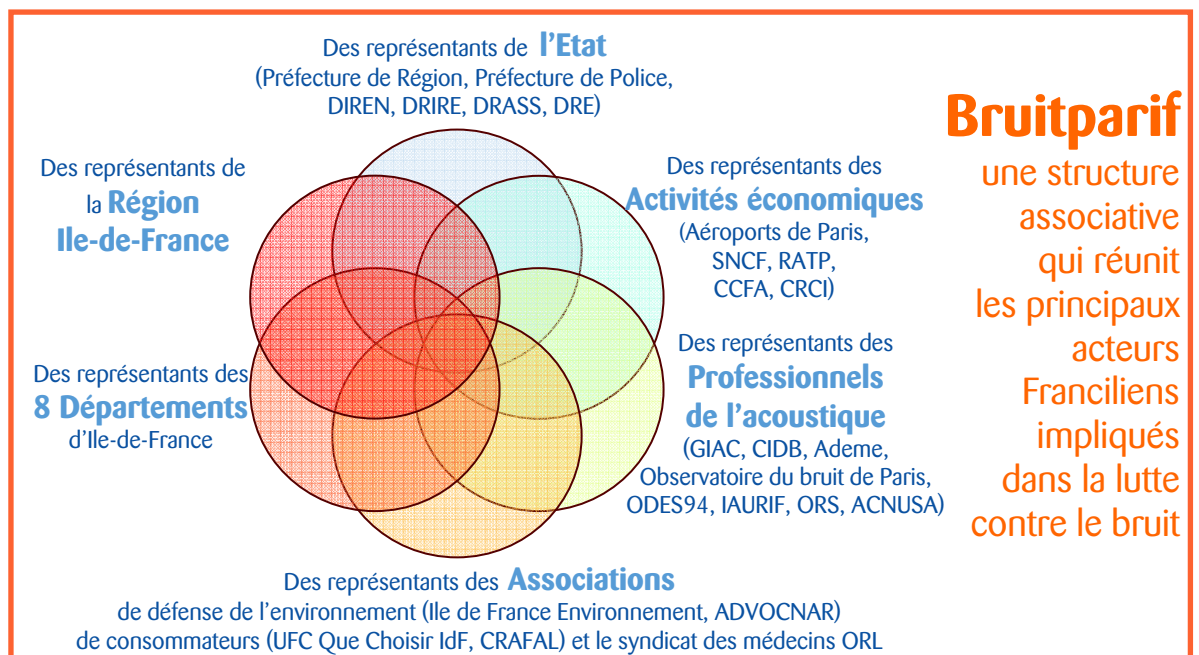 Des représentants de l'Etat
(Préfecture de Région, Préfecture de Police,
DIREN, DRIRE, DRASS, DRE)
Des représentants de
la Région
Ile-de-France
Des représentants des
Activités économiques
(Aéroports de Paris,
SNCF, RATP,
CCFA, CRCI)
Des représentants des
8 Départements
d'Ile-de-France
Des représentants des
Professionnels
de l'acoustique
(GIAC, CIDB, Ademe,
Observatoire du bruit de Paris,
ODES94, IAURIF, ORS, ACNUSA)
Des représentants des Associations
de défense de l'environnement (Ile de France Environnement, ADVOCNAR)
de consommateurs (UFC Que Choisir IdF, CRAFAL) et le syndicat des médecins ORL
Bruitparif
une structure
associative
qui réunit
les principaux
acteurs
Franciliens
impliqués
dans la lutte
contre le bruit